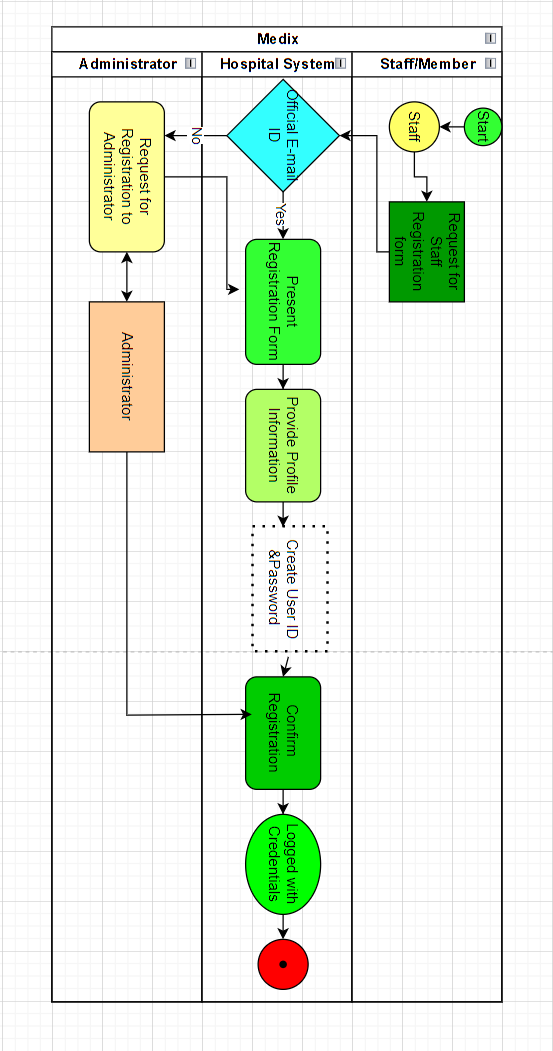 Medix
Administrator
Hospital System
Staff/Member
Start
Staff
Request for
Staff
Registration
form
Official E-mail
ID
No
Yes
Request for
Registration to
Administrator
Administrator
Present
Registration Form
Provide Profile
Information
Create User ID
&Password
Confirm
Registration
Logged with
Credentials